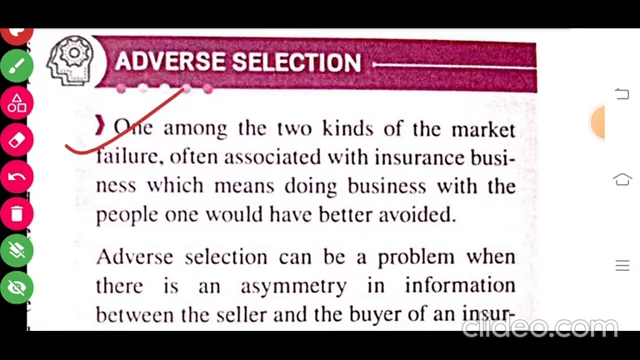 ADVERSE SELECTION
❫ One among the two kinds of the market
failure, often associated with insurance busi-
ness which means doing business with the
people one would have better avoided.
Adverse selection can be a problem when
there is an asymmetry in information
between the seller and the buyer of an insur-
clideo.com